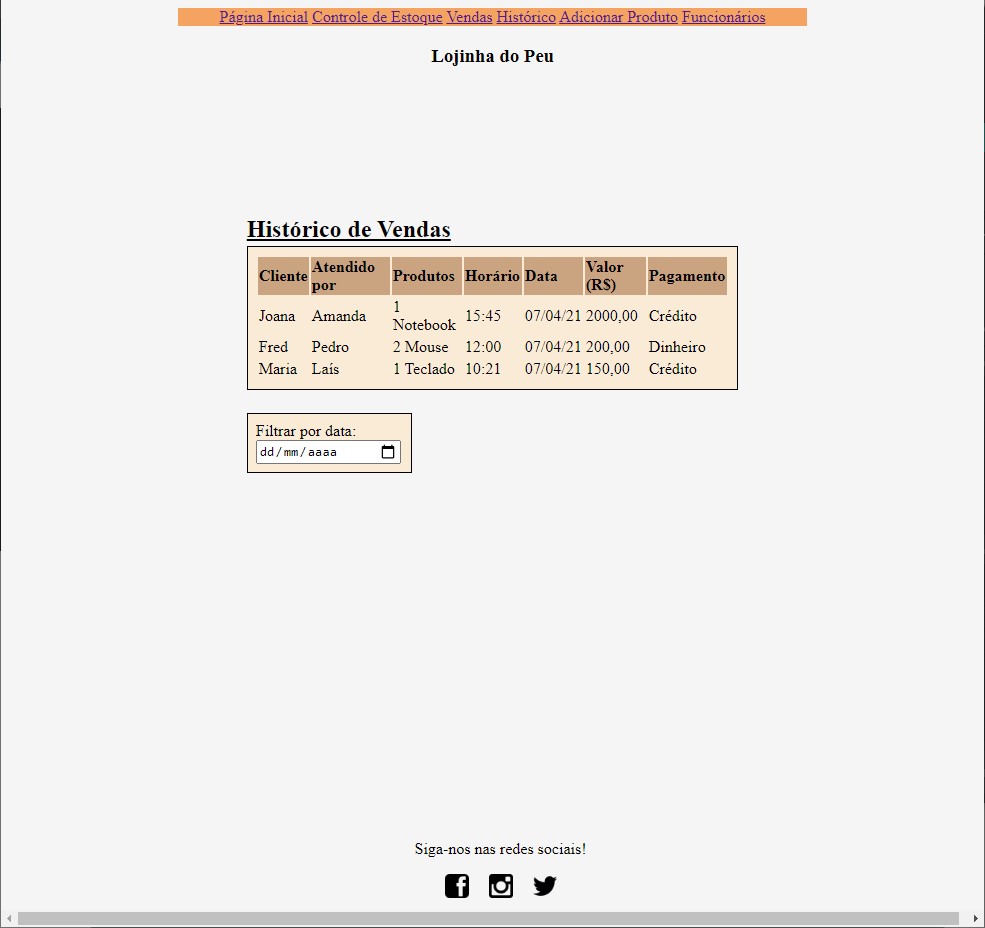 Página Inicial Controle de Estoque Vendas Histórico Adicionar Produto Funcionários
Lojinha do Peu
Histórico de Vendas
Cliente Atendido por Produtos Horário Data Valor (R$) Pagamento
Joana Amanda 1 Notebook 15:45 07/04/21 2000,00 Crédito
Fred Pedro 2 Mouse 12:00 07/04/21 200,00 Dinheiro
Maria Laís 1 Teclado 10:21 07/04/21 150,00 Crédito
Filtrar por data:
dd/mm/aaaa
Siga-nos nas redes sociais!